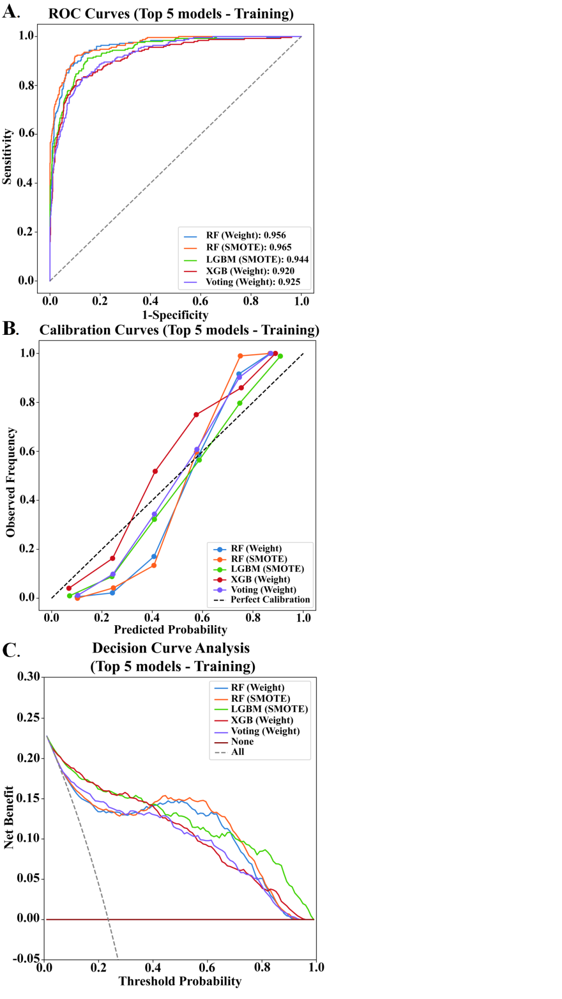 A.
ROC Curves (Top 5 models - Training)
1.0
0.8
0.6
0.4
0.2
0.0
Sensitivity
RF (Weight): 0.956
RF (SMOTE): 0.965
LGBM (SMOTE): 0.944
XGB (Weight): 0.920
Voting (Weight): 0.925
0.0 0.2 0.4 0.6 0.8 1.0
1-Specificity
B.
Calibration Curves (Top 5 models - Training)
1.0
0.8
0.6
0.4
0.2
0.0
Observed Frequency
RF (Weight)
RF (SMOTE)
LGBM (SMOTE)
XGB (Weight)
Voting (Weight)
Perfect Calibration
0.0 0.2 0.4 0.6 0.8 1.0
Predicted Probability
C.
Decision Curve Analysis
(Top 5 models - Training)
0.30
0.25
0.20
0.15
0.10
0.05
0.00
-0.05
Net Benefit
RF (Weight)
RF (SMOTE)
LGBM (SMOTE)
XGB (Weight)
Voting (Weight)
None
All
0.0 0.2 0.4 0.6 0.8 1.0
Threshold Probability